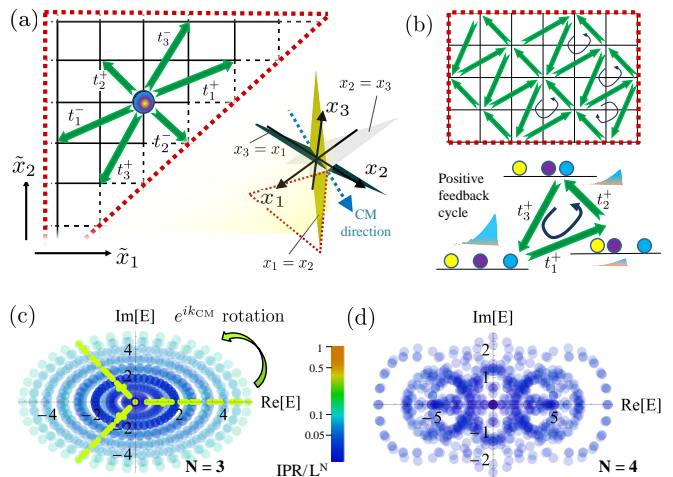 (a)
t₃⁻
t₂⁺
t₁⁺
t₁⁻
t₂⁻
t₃⁺
x̃₂
x̃₁
x₃
x₂ = x₃
x₃ = x₁
x₂
x₁
CM
direction
x₁ = x₂
(b)
Positive
feedback
cycle
t₃⁺
t₂⁺
t₁⁺
(c)
Im[E]
e^{ik_CM} rotation
4
2
−4
−2
2
4
Re[E]
−2
−4
N = 3
1
0.5
0.1
0.05
IPR/Lᴺ
(d)
Im[E]
2
1
−5
5
Re[E]
−1
−2
N = 4